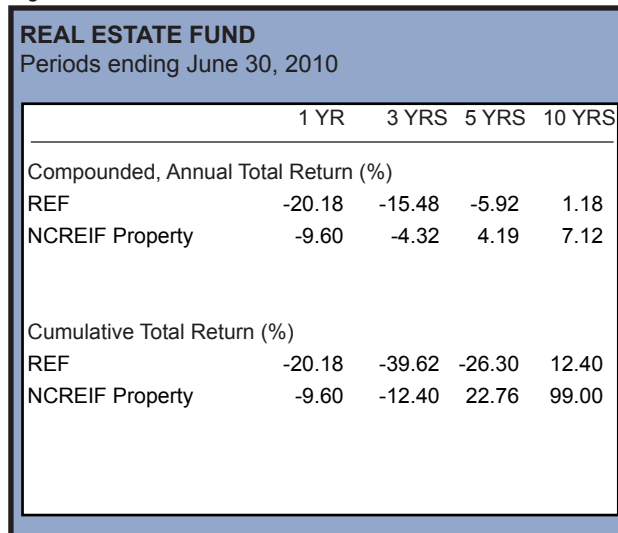 REAL ESTATE FUND
Periods ending June 30, 2010
1 YR 3 YRS 5 YRS 10 YRS
Compounded, Annual Total Return (%)
REF -20.18 -15.48 -5.92 1.18
NCREIF Property -9.60 -4.32 4.19 7.12
Cumulative Total Return (%)
REF -20.18 -39.62 -26.30 12.40
NCREIF Property -9.60 -12.40 22.76 99.00